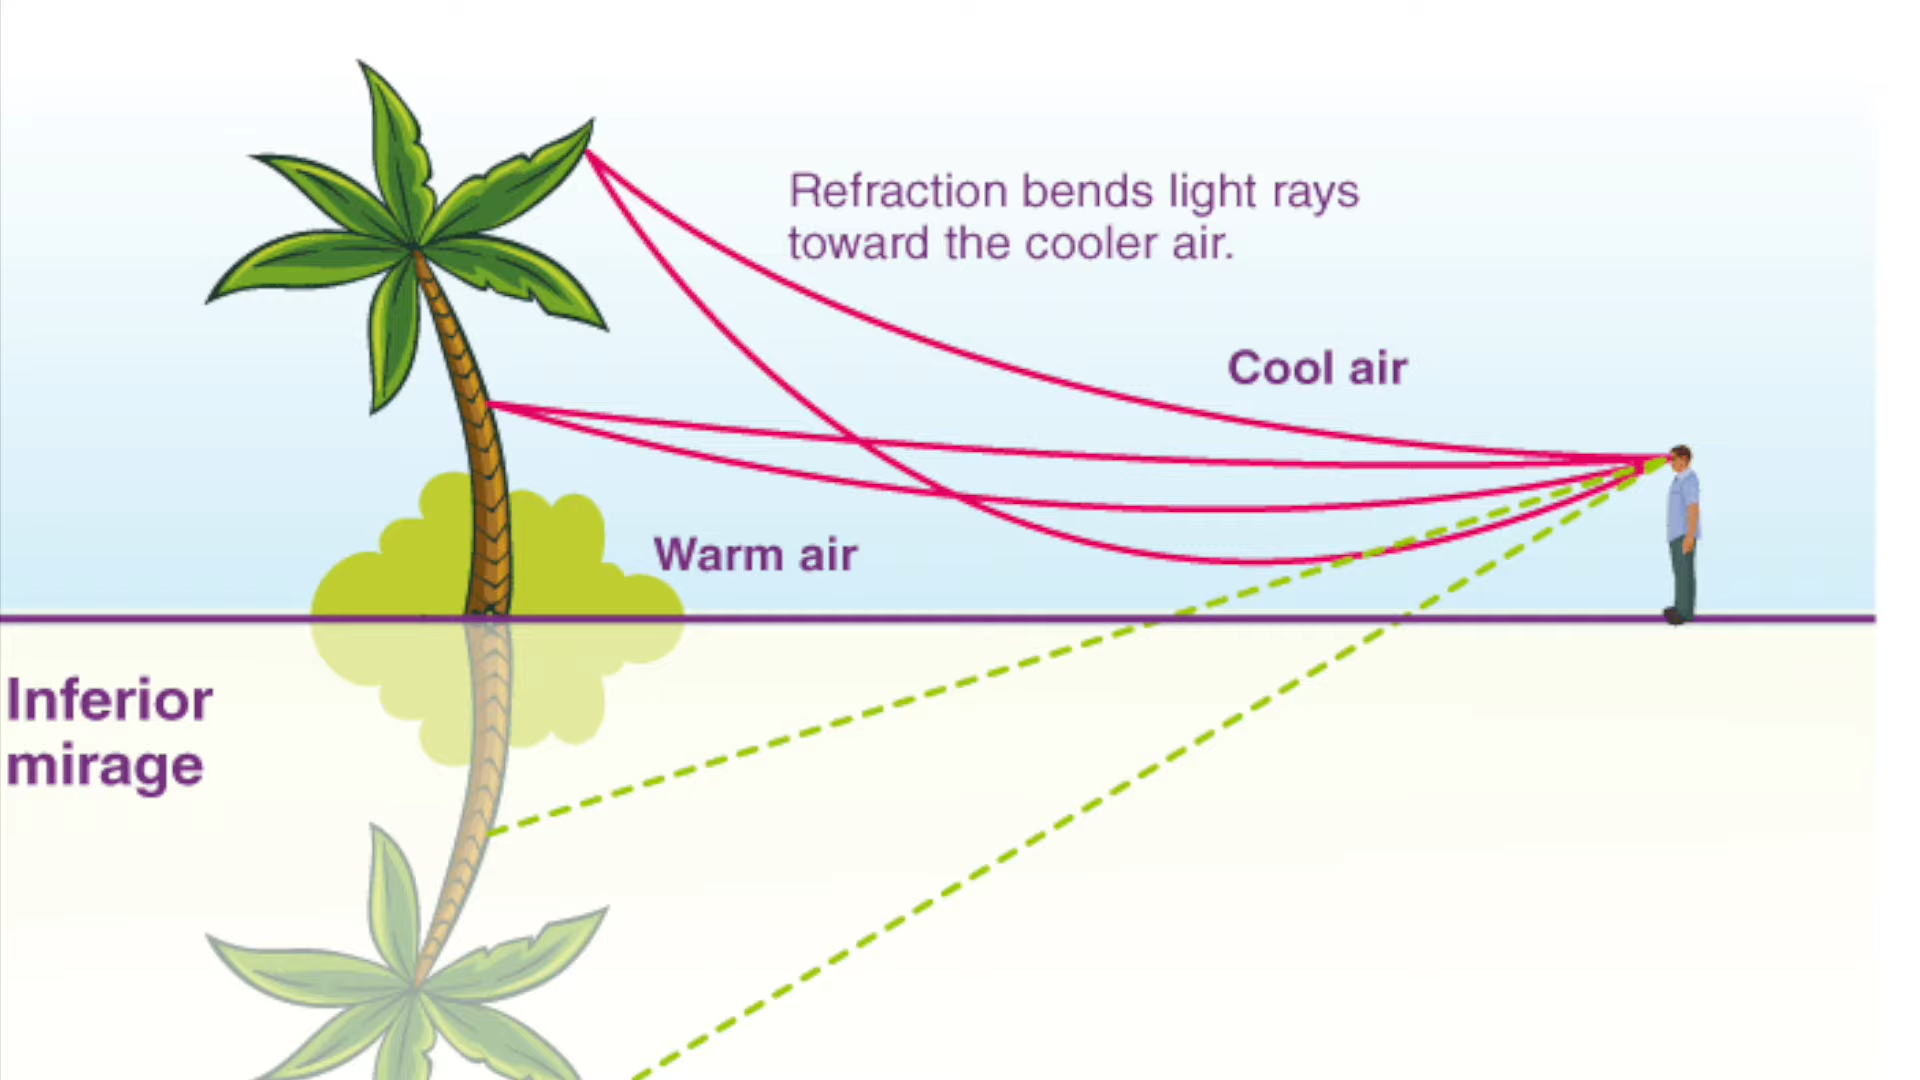 Refraction bends light rays
toward the cooler air.
Cool air
Warm air
Inferior
mirage